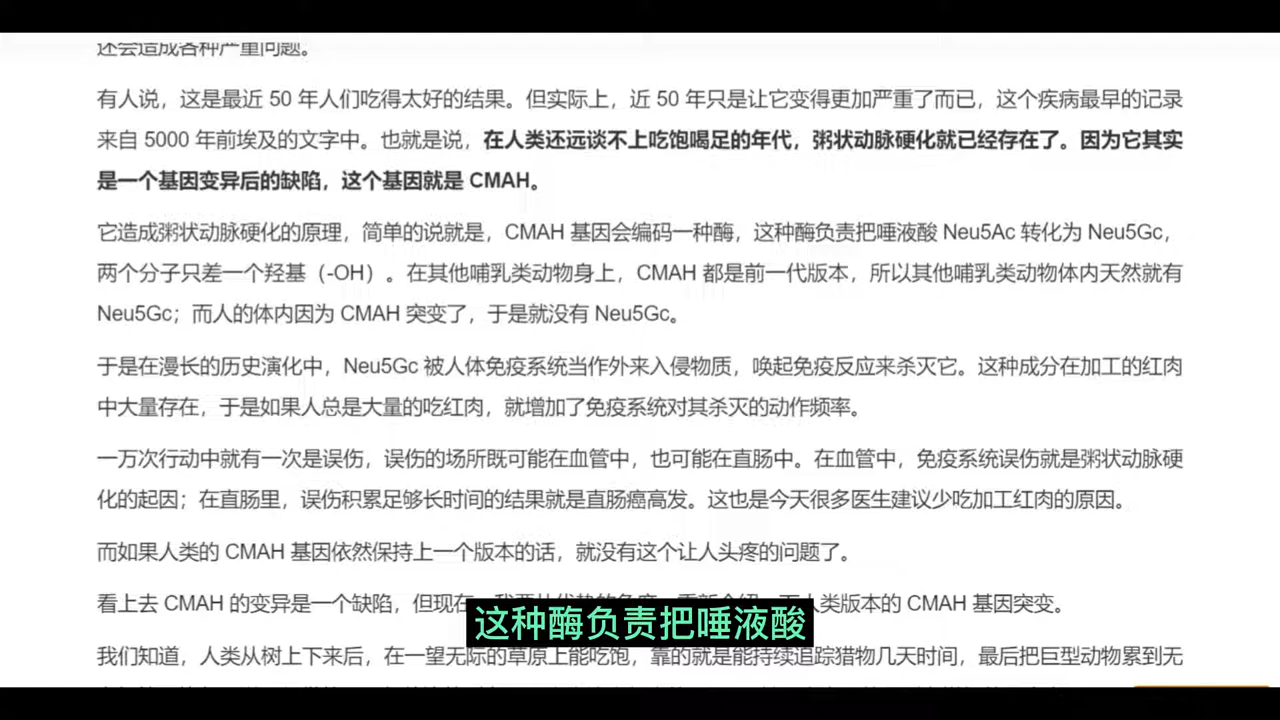 还会造成各种严重问题。
有人说，这是最近 50 年人们吃得太好的结果。但实际上，近 50 年只是让它变得更加严重了而已，这个疾病最早的记录
来自 5000 年前埃及的文字中。也就是说，在人类还远谈不上吃饱喝足的年代，粥状动脉硬化就已经存在了。因为它其实
是一个基因变异后的缺陷，这个基因就是 CMAH。
它造成粥状动脉硬化的原理，简单的说就是，CMAH 基因会编码一种酶，这种酶负责把唾液酸 Neu5Ac 转化为 Neu5Gc，
两个分子只差一个羟基（-OH）。在其他哺乳类动物身上，CMAH 都是前一代版本，所以其他哺乳类动物体内天然就有
Neu5Gc；而人的体内因为 CMAH 突变了，于是就没有 Neu5Gc。
于是在漫长的历史演化中，Neu5Gc 被人体免疫系统当作外来入侵物质，唤起免疫反应来杀灭它。这种成分在加工的红肉
中大量存在，于是如果人总是大量的吃红肉，就增加了免疫系统对其杀灭的动作频率。
一万次行动中就有一次是误伤，误伤的场所既可能在血管中，也可能在直肠中。在血管中，免疫系统误伤就是粥状动脉硬
化的起因；在直肠里，误伤积累足够长时间的结果就是直肠癌高发。这也是今天很多医生建议少吃加工红肉的原因。
而如果人类的 CMAH 基因依然保持上一个版本的话，就没有这个让人头疼的问题了。
看上去 CMAH 的变异是一个缺陷，但现在 人类版本的 CMAH 基因突变。
这种酶负责把唾液酸
我们知道，人类从树上下来后，在一望无际的草原上能吃饱，靠的就是能持续追踪猎物几天时间，最后把巨型动物累到无